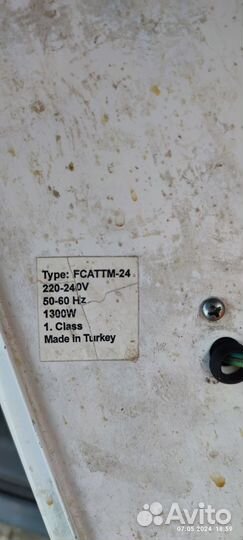 Type: FCATTM-24
220-240V
50-60 Hz
1300W
1. Class
Made In Turkey
Avito
07.05.2024 18:59